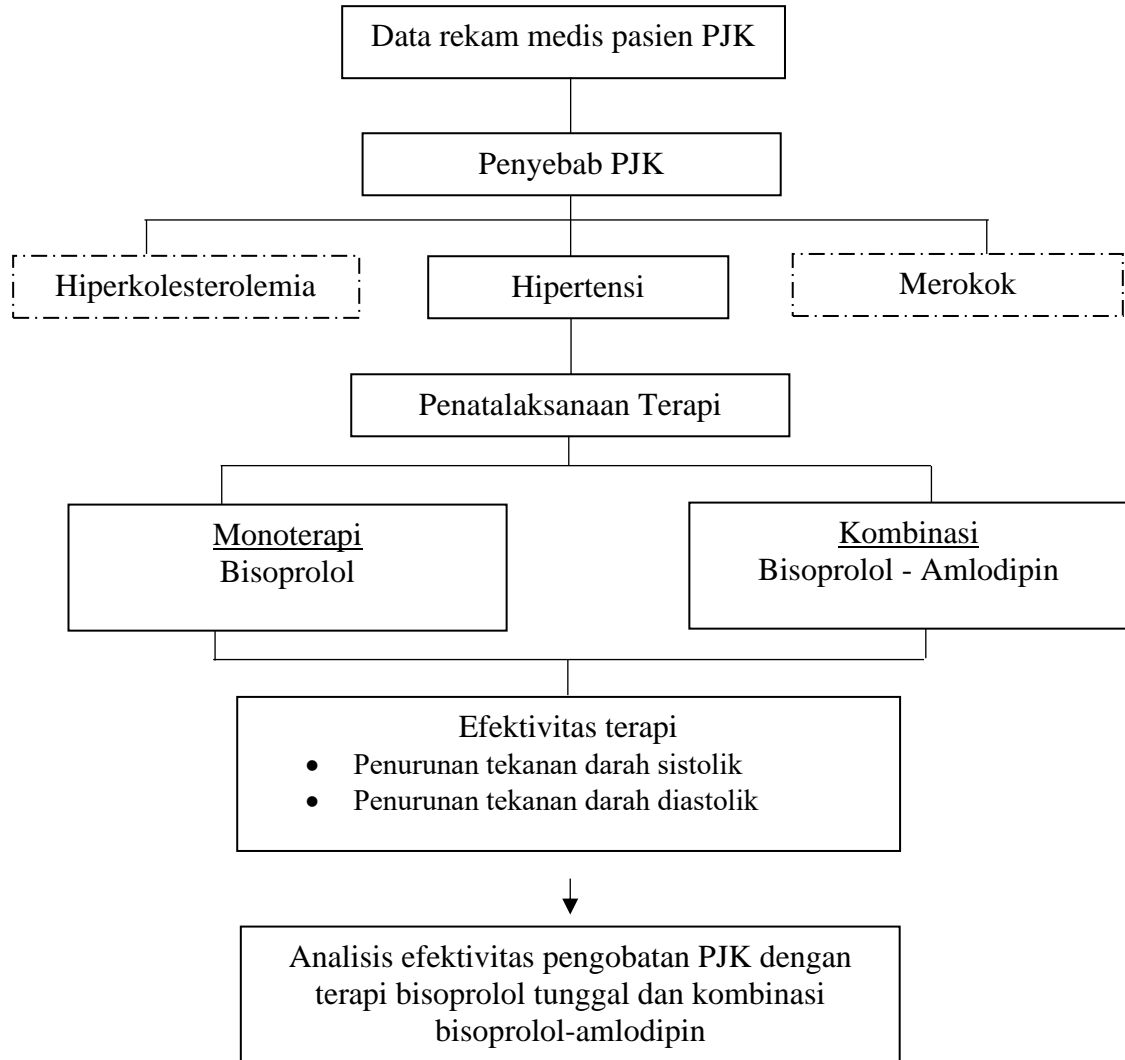 Data rekam medis pasien PJK
Penyebab PJK
Hiperkolesterolemia
Hipertensi
Merokok
Penatalaksanaan Terapi
Monoterapi
Bisoprolol
Kombinasi
Bisoprolol - Amlodipin
Efektivitas terapi
• Penurunan tekanan darah sistolik
• Penurunan tekanan darah diastolik
Analisis efektivitas pengobatan PJK dengan
terapi bisoprolol tunggal dan kombinasi
bisoprolol-amlodipin